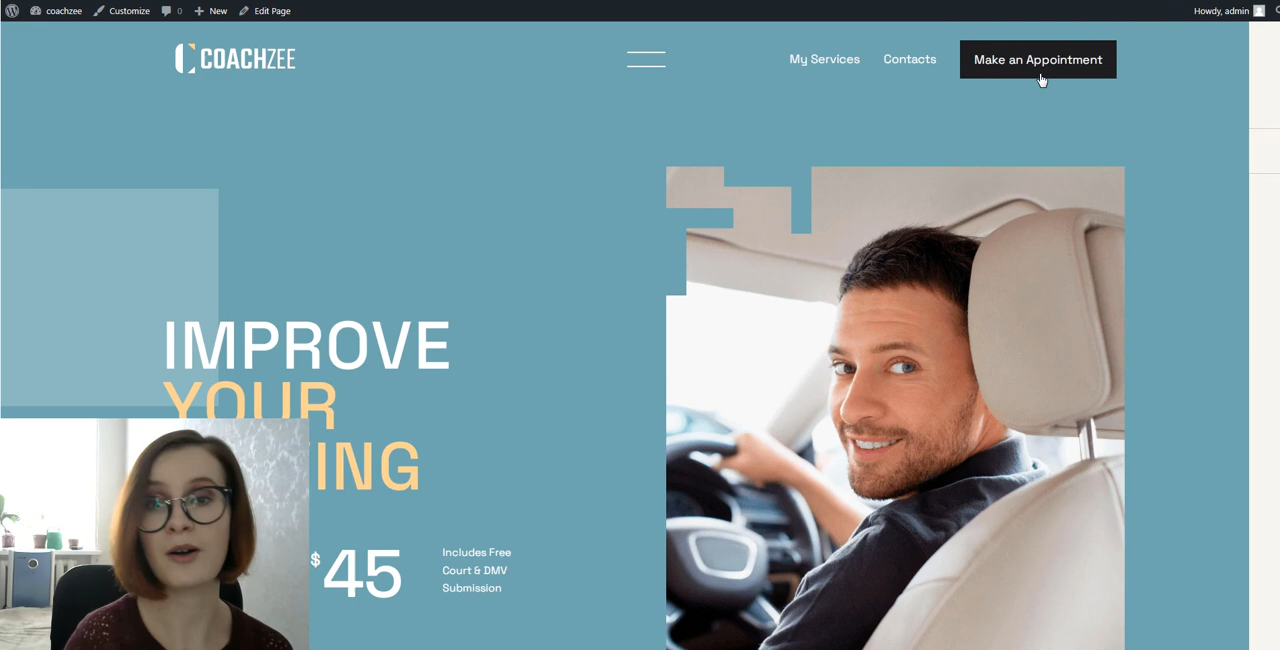 coachzee Customize 0 New Edit Page Howdy, admin
COACHZEE
My Services Contacts Make an Appointment
IMPROVE
YOUR
ING
$45
Includes Free
Court & DMV
Submission